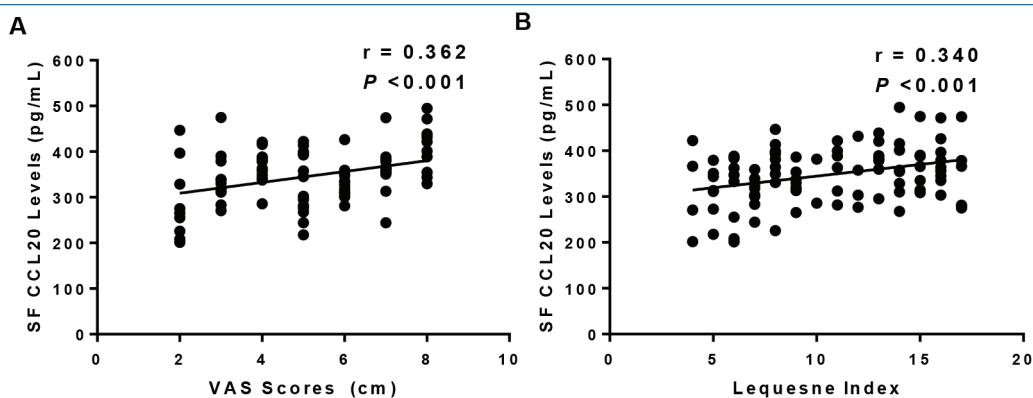 A
r = 0.362
P <0.001
SF CCL20 Levels (pg/mL)
600
500
400
300
200
100
0
0 2 4 6 8 10
VAS Scores (cm)
B
r = 0.340
P <0.001
SF CCL20 Levels (pg/mL)
600
500
400
300
200
100
0
0 5 10 15 20
Lequesne Index